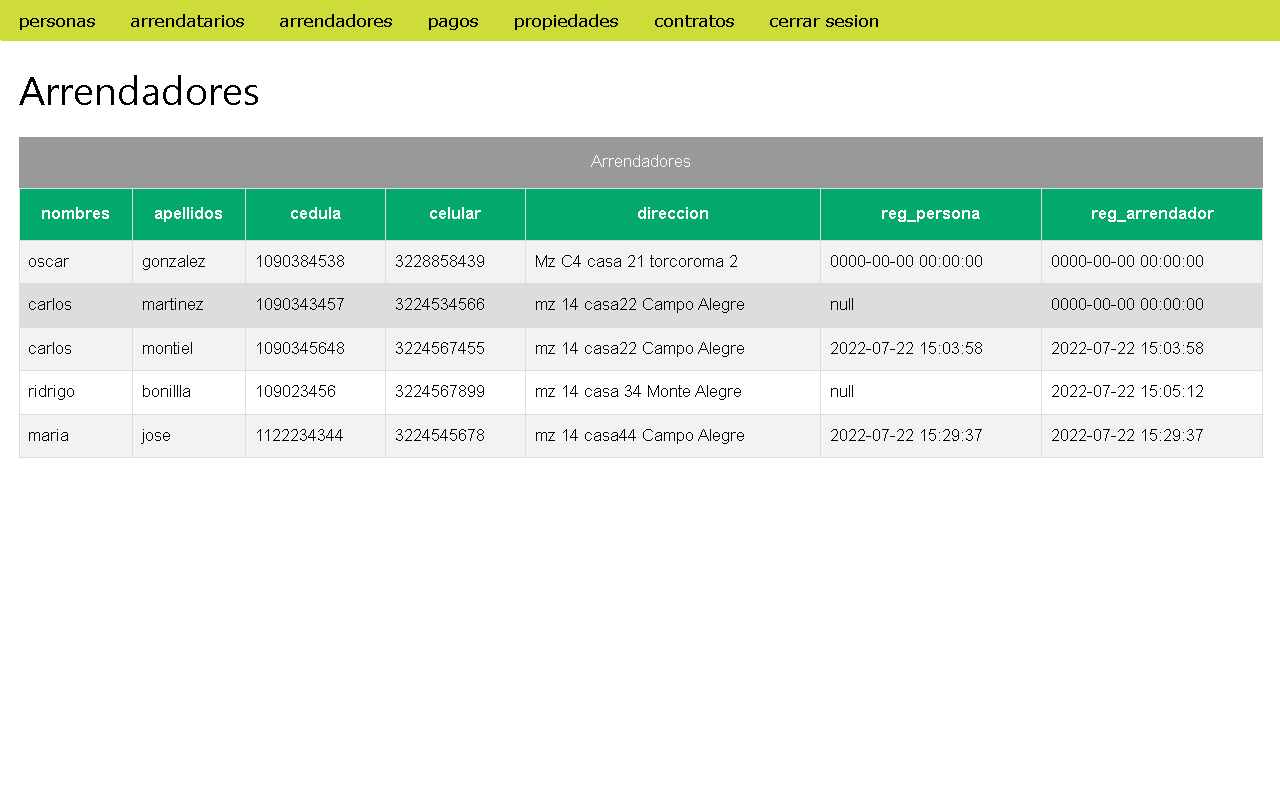 personas arrendatarios arrendadores pagos propiedades contratos cerrar sesion
Arrendadores
Arrendadores
nombres apellidos cedula celular direccion reg_persona reg_arrendador
oscar gonzalez 1090384538 3228858439 Mz C4 casa 21 torcoroma 2 0000-00-00 00:00:00 0000-00-00 00:00:00
carlos martinez 1090343457 3224534566 mz 14 casa22 Campo Alegre null 0000-00-00 00:00:00
carlos montiel 1090345648 3224567455 mz 14 casa22 Campo Alegre 2022-07-22 15:03:58 2022-07-22 15:03:58
ridrigo bonillla 109023456 3224567899 mz 14 casa 34 Monte Alegre null 2022-07-22 15:05:12
maria jose 1122234344 3224545678 mz 14 casa44 Campo Alegre 2022-07-22 15:29:37 2022-07-22 15:29:37